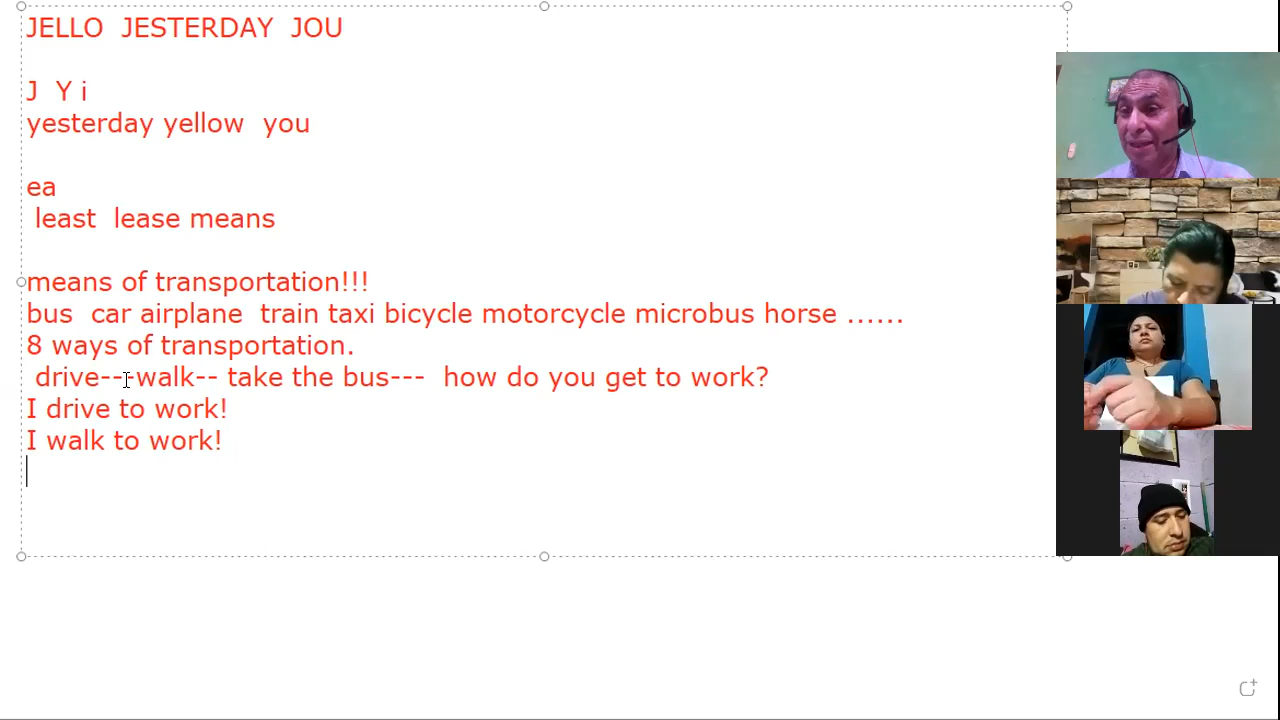 JELLO  JESTERDAY  JOU
J  Y i
yesterday yellow  you
ea
least  lease means
means of transportation!!!
bus  car airplane  train taxi bicycle motorcycle microbus horse ......
8 ways of transportation.
drive---walk-- take the bus---  how do you get to work?
I drive to work!
I walk to work!